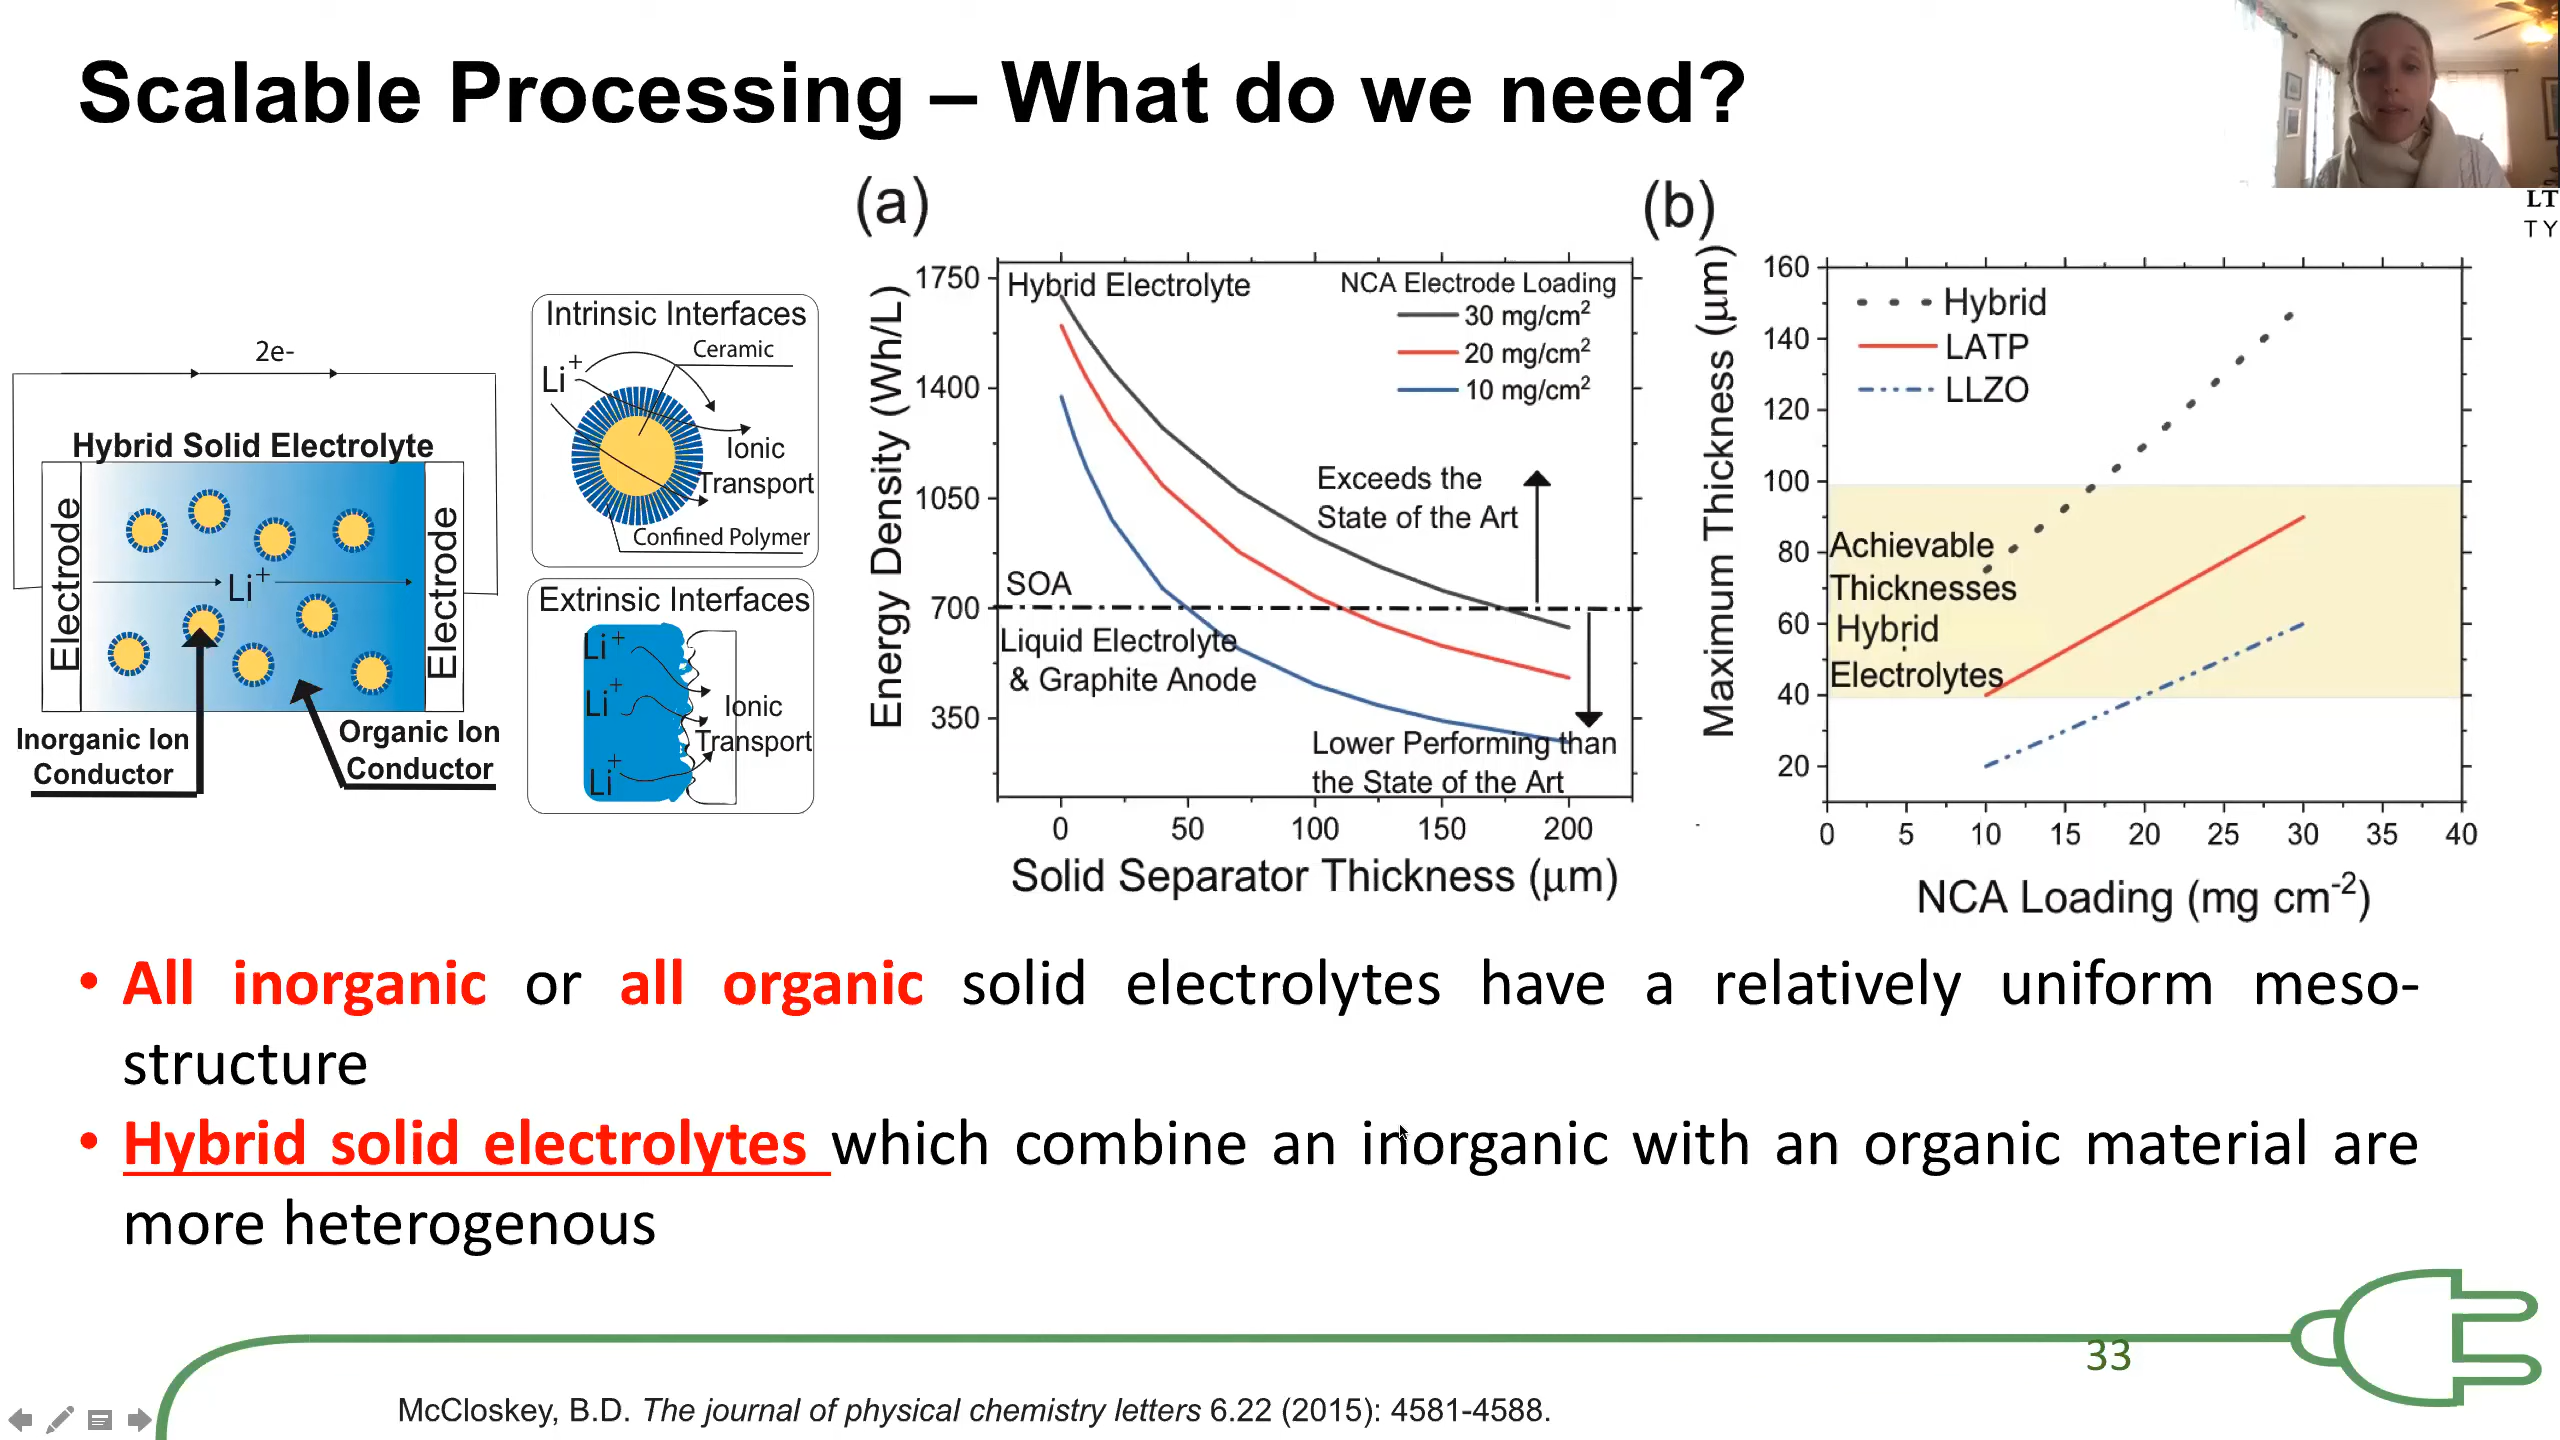 Scalable Processing – What do we need?
LT
TY
2e-
Hybrid Solid Electrolyte
Electrode
Li+
Electrode
Inorganic Ion
Conductor
Organic Ion
Conductor
Intrinsic Interfaces
Ceramic
Li+
Ionic
Transport
Confined Polymer
Extrinsic Interfaces
Li+
Li+
Li+
Ionic
Transport
(a)
Energy Density (Wh/L)
1750
1400
1050
700
350
Hybrid Electrolyte
NCA Electrode Loading
30 mg/cm²
20 mg/cm²
10 mg/cm²
Exceeds the
State of the Art
SOA
Liquid Electrolyte
& Graphite Anode
Lower Performing than
the State of the Art
0 50 100 150 200
Solid Separator Thickness (μm)
(b)
Maximum Thickness (μm)
160
140
120
100
80
60
40
20
Hybrid
LATP
LLZO
Achievable
Thicknesses
Hybrid
Electrolytes
0 5 10 15 20 25 30 35 40
NCA Loading (mg cm⁻²)
• All inorganic or all organic solid electrolytes have a relatively uniform meso-
structure
• Hybrid solid electrolytes which combine an inorganic with an organic material are
more heterogenous
33
McCloskey, B.D. The journal of physical chemistry letters 6.22 (2015): 4581-4588.